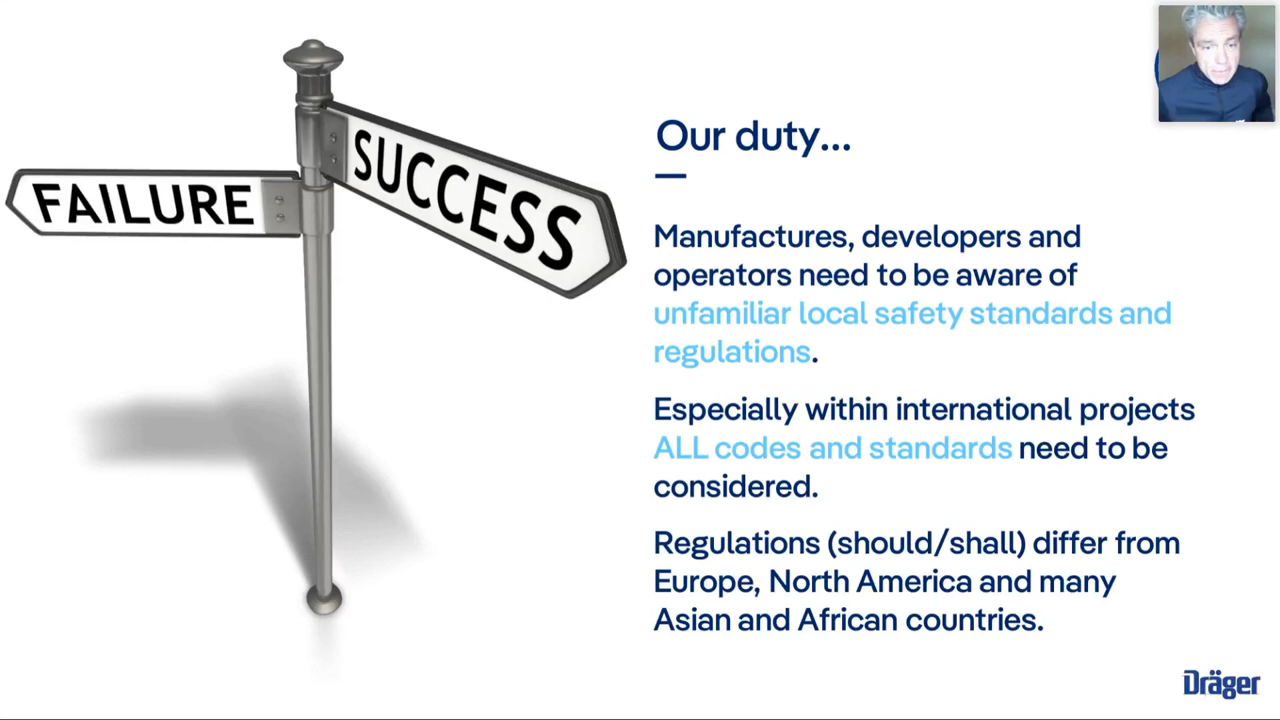 FAILURE
SUCCESS
Our duty...
Manufactures, developers and
operators need to be aware of
unfamiliar local safety standards and
regulations.
Especially within international projects
ALL codes and standards need to be
considered.
Regulations (should/shall) differ from
Europe, North America and many
Asian and African countries.
Dräger